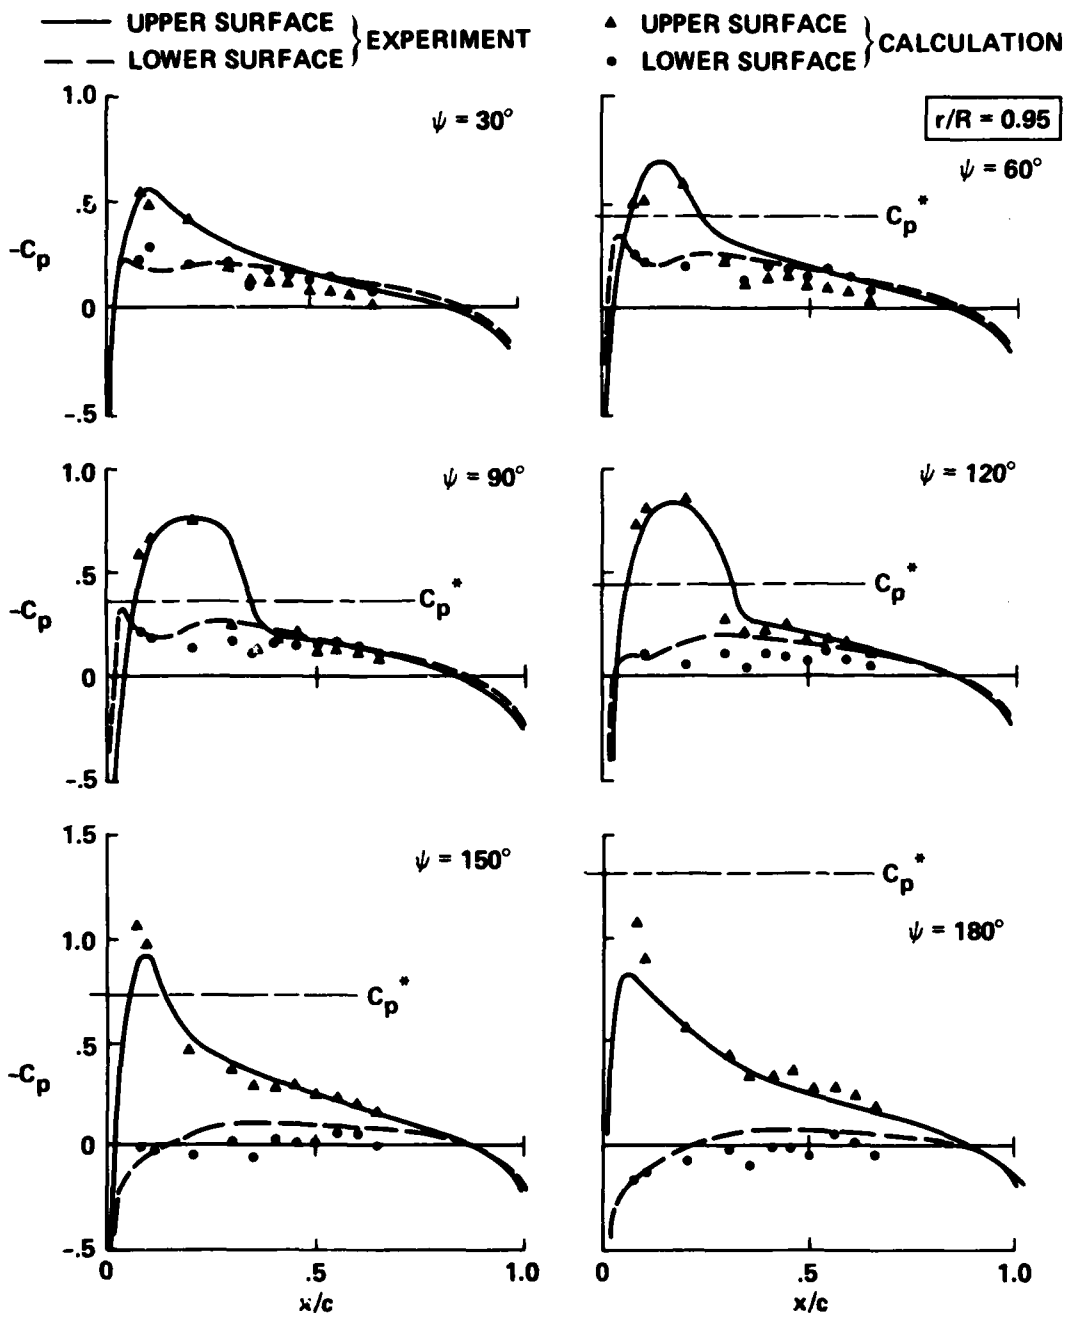 UPPER SURFACE
LOWER SURFACE
EXPERIMENT
UPPER SURFACE
LOWER SURFACE
CALCULATION
r/R = 0.95
ψ = 30°
1.0
.5
0
-.5
-Cp
ψ = 60°
Cp*
ψ = 90°
1.0
.5
0
-.5
-Cp
Cp*
ψ = 120°
Cp*
ψ = 150°
1.5
1.0
.5
0
-.5
-Cp
Cp*
0 .5 1.0
x/c
ψ = 180°
Cp*
0 .5 1.0
x/c